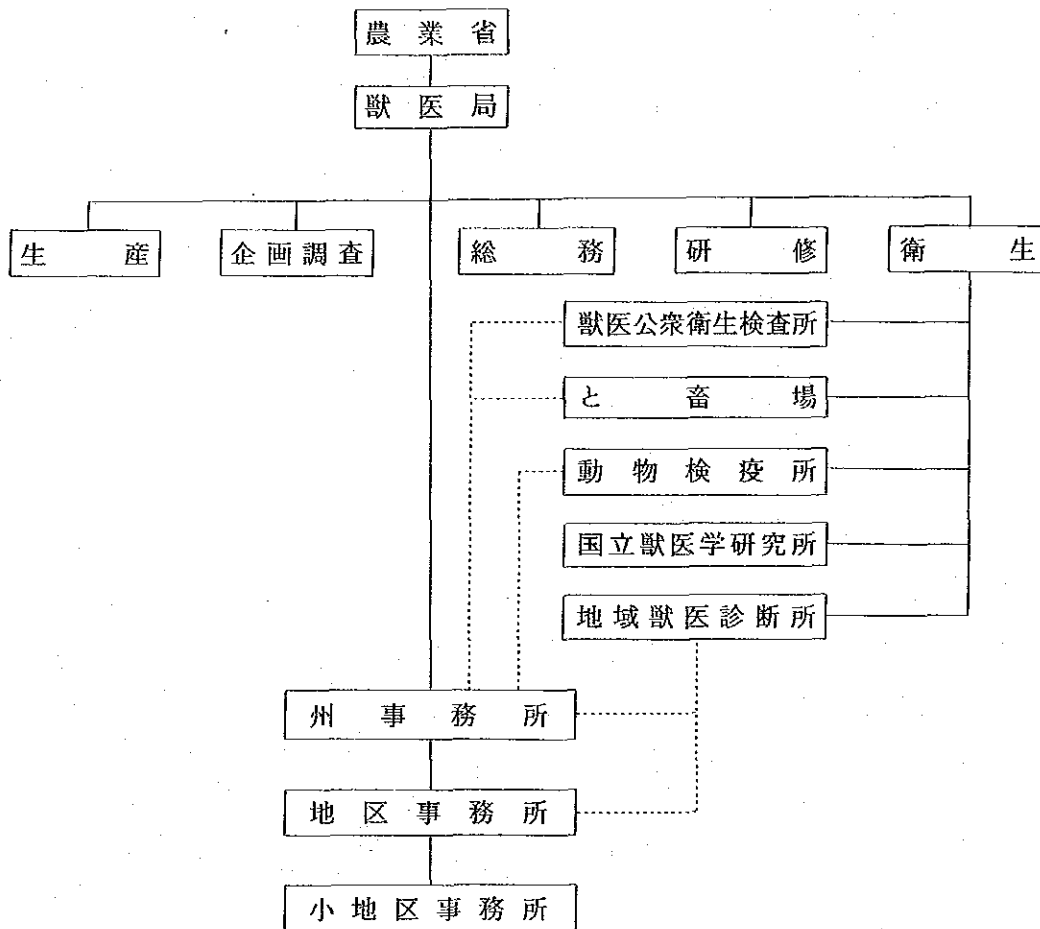 農業省
獣医局
生産
企画調査
総務
研修
衛生
獣医公衆衛生検査所
と畜場
動物検疫所
国立獣医学研究所
地域獣医診断所
州事務所
地区事務所
小地区事務所